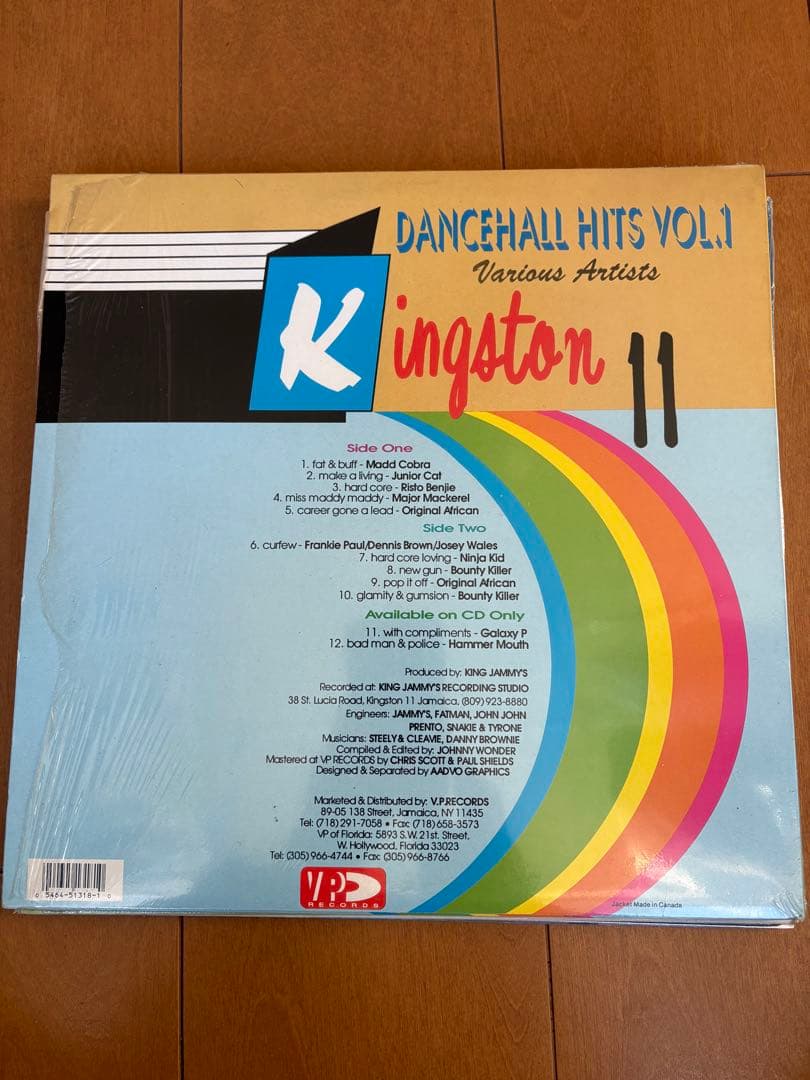 DANCEHALL HITS VOL.1
Various Artists
Kingston 11
Side One
1. fat & buff - Madd Cobra
2. make a living - Junior Cat
3. hard core - Risto Benjie
4. miss maddy maddy - Major Mackerel
5. career gone a lead - Original African
Side Two
6. curfew - Frankie Paul/Dennis Brown/Josey Wales
7. hard core loving - Ninja Kid
8. new gun - Bounty Killer
9. pop it off - Original African
10. glamity & gumsion - Bounty Killer
Available on CD Only
11. with compliments - Galaxy P
12. bad man & police - Hammer Mouth
Produced by: KING JAMMY'S
Recorded at: KING JAMMY'S RECORDING STUDIO
38 St. Lucia Road, Kingston 11 Jamaica, (809) 923-8880
Engineers: JAMMY'S, FATMAN, JOHN JOHN
PRENTO, SNAKIE & TYRONE
Musicians: STEELY & CLEAVIE, DANNY BROWNIE
Compiled & Edited by: JOHNNY WONDER
Mastered at VP RECORDS by CHRIS SCOTT & PAUL SHIELDS
Designed & Separated by AADVO GRAPHICS
Marketed & Distributed by: V.P.RECORDS
89-05 138 Street, Jamaica, NY 11435
Tel: (718) 291-7058 • Fax: (718) 658-3573
VP of Florida: 5893 S.W. 21st. Street,
W. Hollywood, Florida 33023
Tel: (305) 966-4744 • Fax: (305) 966-8766
6 5464-51318-1 6
VP
RECORDS
Jacket Made in Canada